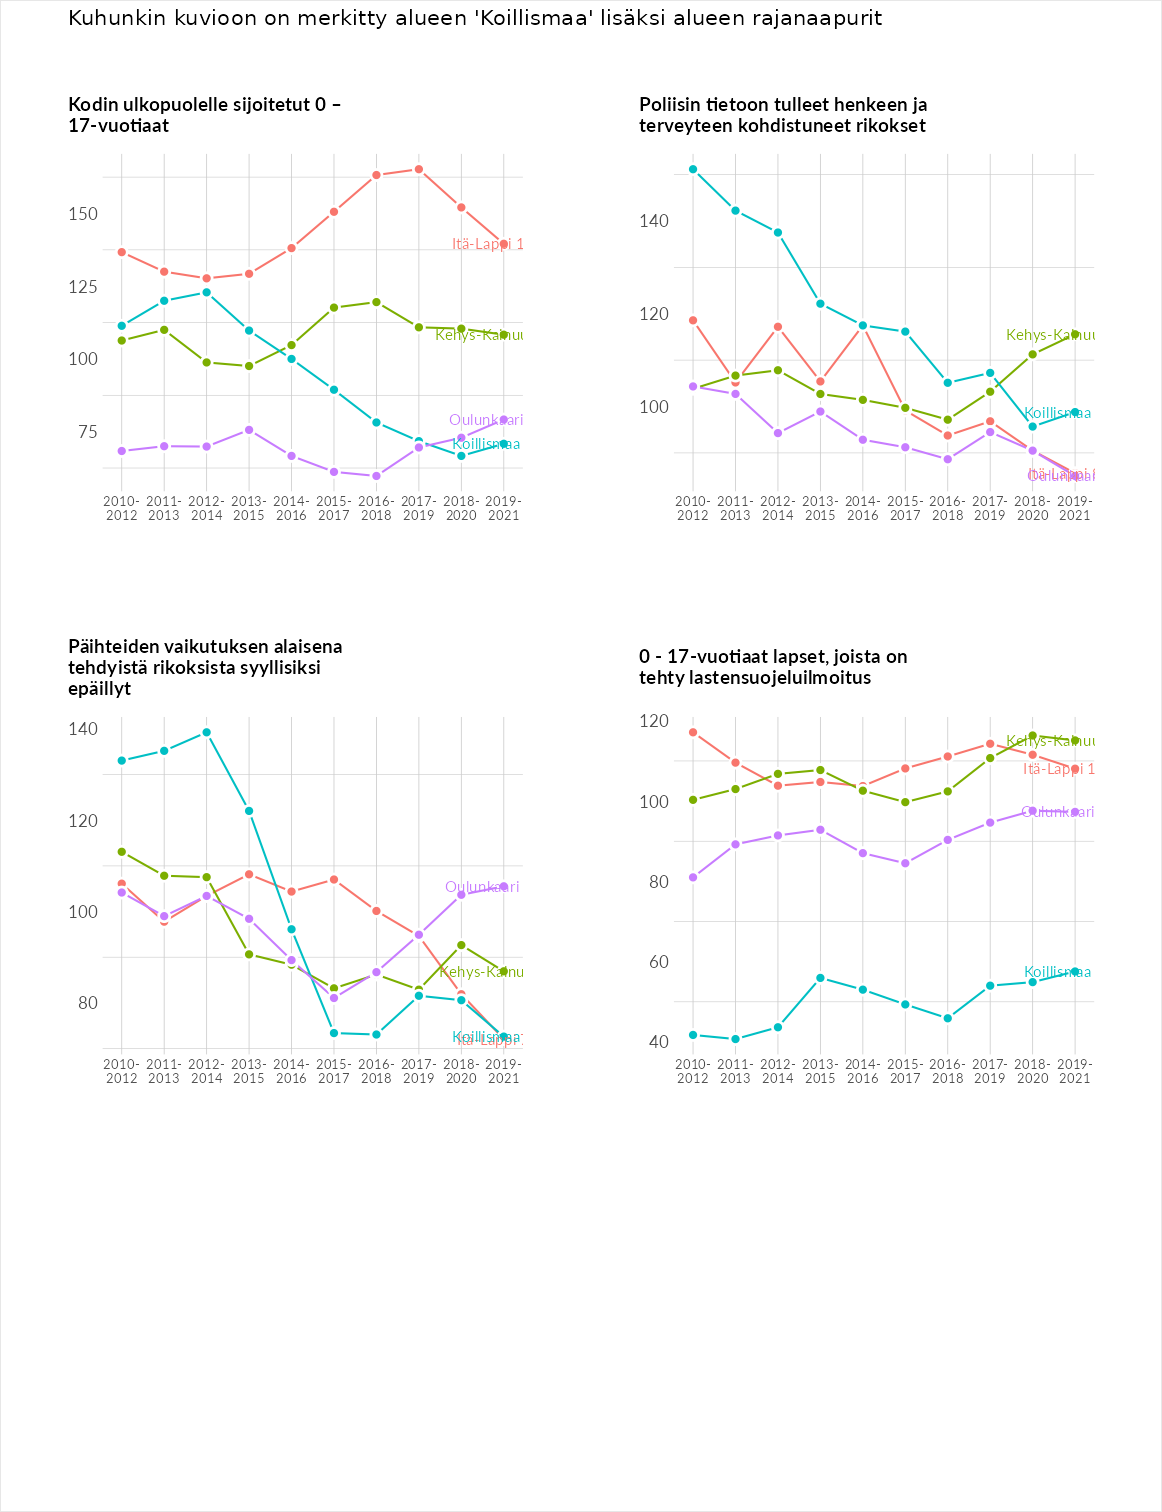 Kuhunkin kuvioon on merkitty alueen 'Koillismaa' lisäksi alueen rajanaapurit
Kodin ulkopuolelle sijoitetut 0 –
17-vuotiaat
150
125
100
75
Itä-Lappi 1
Kehys-Kainuu
Oulunkaari
Koillismaa
2010- 2011- 2012- 2013- 2014- 2015- 2016- 2017- 2018- 2019-
2012 2013 2014 2015 2016 2017 2018 2019 2020 2021
Poliisin tietoon tulleet henkeen ja
terveyteen kohdistuneet rikokset
140
120
100
Kehys-Kainuu
Koillismaa
Itä-Lappi
Oulunkaari
2010- 2011- 2012- 2013- 2014- 2015- 2016- 2017- 2018- 2019-
2012 2013 2014 2015 2016 2017 2018 2019 2020 2021
Päihteiden vaikutuksen alaisena
tehdyistä rikoksista syyllisiksi
epäillyt
140
120
100
80
Oulunkaari
Kehys-Kainu
Koillismaa
Itä-Lappi
2010- 2011- 2012- 2013- 2014- 2015- 2016- 2017- 2018- 2019-
2012 2013 2014 2015 2016 2017 2018 2019 2020 2021
0 - 17-vuotiaat lapset, joista on
tehty lastensuojeluilmoitus
120
100
80
60
40
Kehys-Kainuu
Itä-Lappi 1
Oulunkaari
Koillismaa
2010- 2011- 2012- 2013- 2014- 2015- 2016- 2017- 2018- 2019-
2012 2013 2014 2015 2016 2017 2018 2019 2020 2021